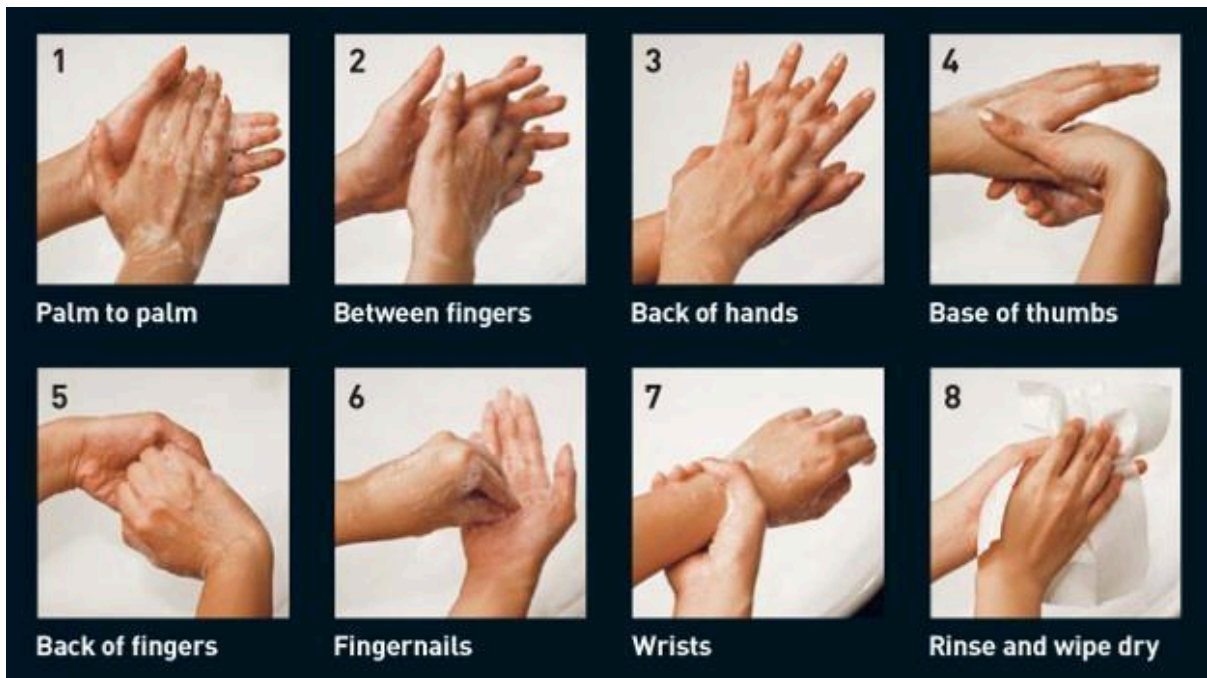 1
2
3
4
Palm to palm
Between fingers
Back of hands
Base of thumbs
5
6
7
8
Back of fingers
Fingernails
Wrists
Rinse and wipe dry